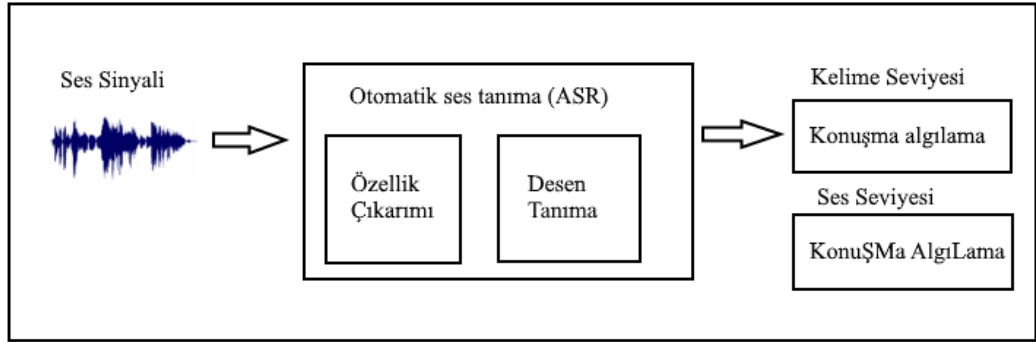 Ses Sinyali
Otomatik ses tanıma (ASR)
Özellik
Çıkarımı
Desen
Tanıma
Kelime Seviyesi
Konuşma algılama
Ses Seviyesi
KonuŞMa AlgıLama